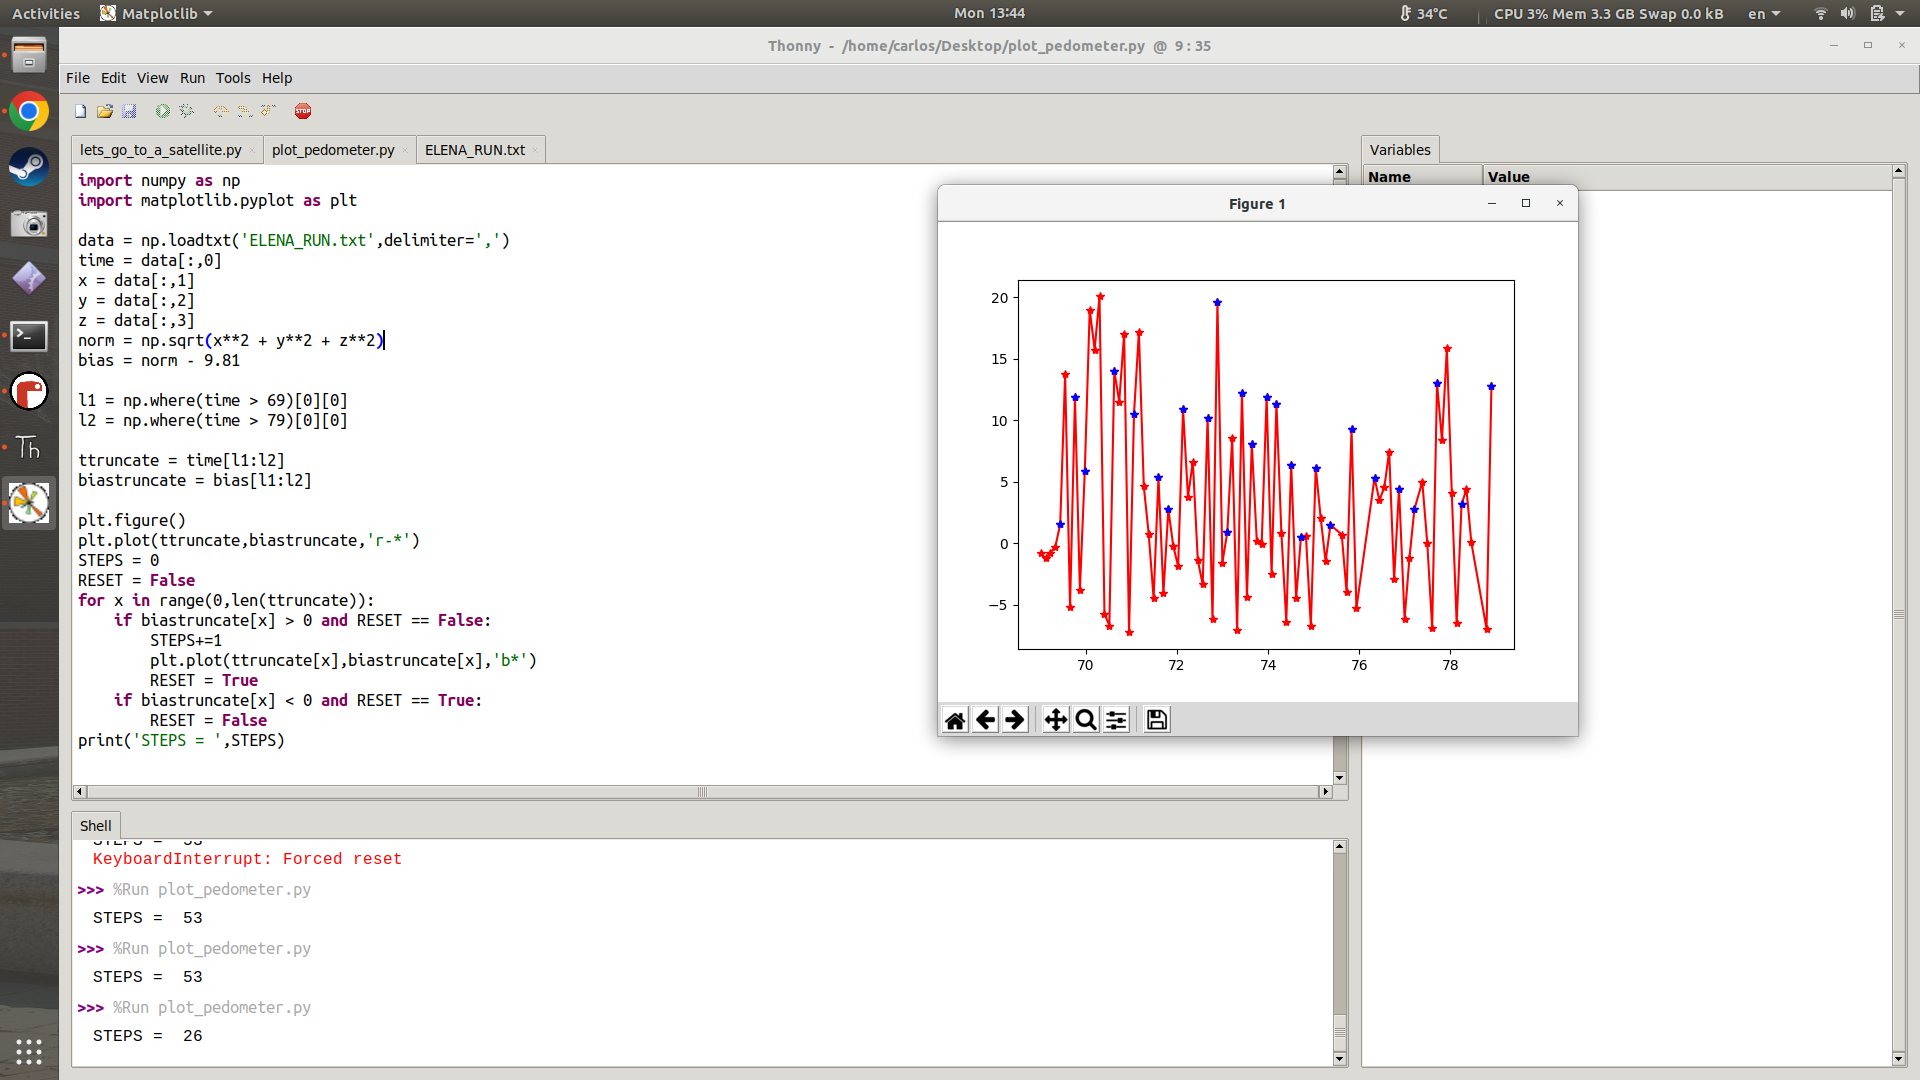 Activities
Matplotlib
Mon 13:44
34°C
CPU 3% Mem 3.3 GB Swap 0.0 kB
en
Thonny - /home/carlos/Desktop/plot_pedometer.py @ 9 : 35
File Edit View Run Tools Help
STOP
lets_go_to_a_satellite.py
plot_pedometer.py
ELENA_RUN.txt
import numpy as np
import matplotlib.pyplot as plt
data = np.loadtxt('ELENA_RUN.txt',delimiter=',')
time = data[:,0]
x = data[:,1]
y = data[:,2]
z = data[:,3]
norm = np.sqrt(x**2 + y**2 + z**2)
bias = norm - 9.81
l1 = np.where(time > 69)[0][0]
l2 = np.where(time > 79)[0][0]
ttruncate = time[l1:l2]
biastruncate = bias[l1:l2]
plt.figure()
plt.plot(ttruncate,biastruncate,'r-*')
STEPS = 0
RESET = False
for x in range(0,len(ttruncate)):
    if biastruncate[x] > 0 and RESET == False:
        STEPS+=1
        plt.plot(ttruncate[x],biastruncate[x],'b*')
        RESET = True
    if biastruncate[x] < 0 and RESET == True:
        RESET = False
print('STEPS = ',STEPS)
Variables
Name Value
Figure 1
20
15
10
5
0
−5
70 72 74 76 78
Th
Shell
STEPS = 53
KeyboardInterrupt: Forced reset
>>> %Run plot_pedometer.py
STEPS =  53
>>> %Run plot_pedometer.py
STEPS =  53
>>> %Run plot_pedometer.py
STEPS =  26